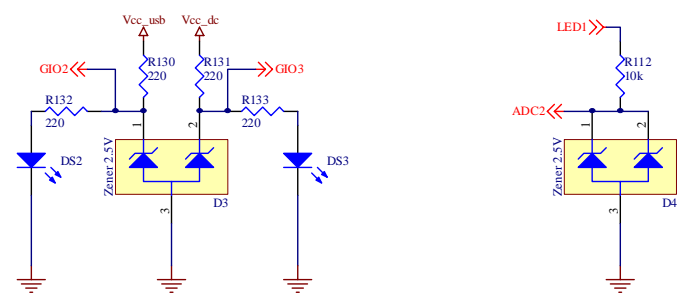 Vcc_usb
Vcc_dc
LED1
GIO2
R130
220
R131
220
GIO3
R112
10k
R132
220
R133
220
ADC2
1
2
1
2
DS2
Zener 2.5V
DS3
Zener 2.5V
3
D3
3
D4